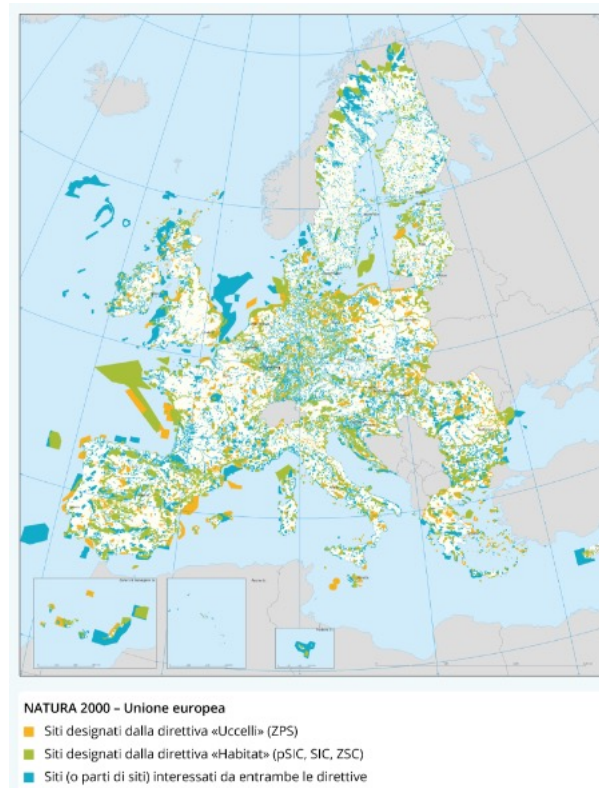 NATURA 2000 – Unione europea
Siti designati dalla direttiva «Uccelli» (ZPS)
Siti designati dalla direttiva «Habitat» (pSIC, SIC, ZSC)
Siti (o parti di siti) interessati da entrambe le direttive